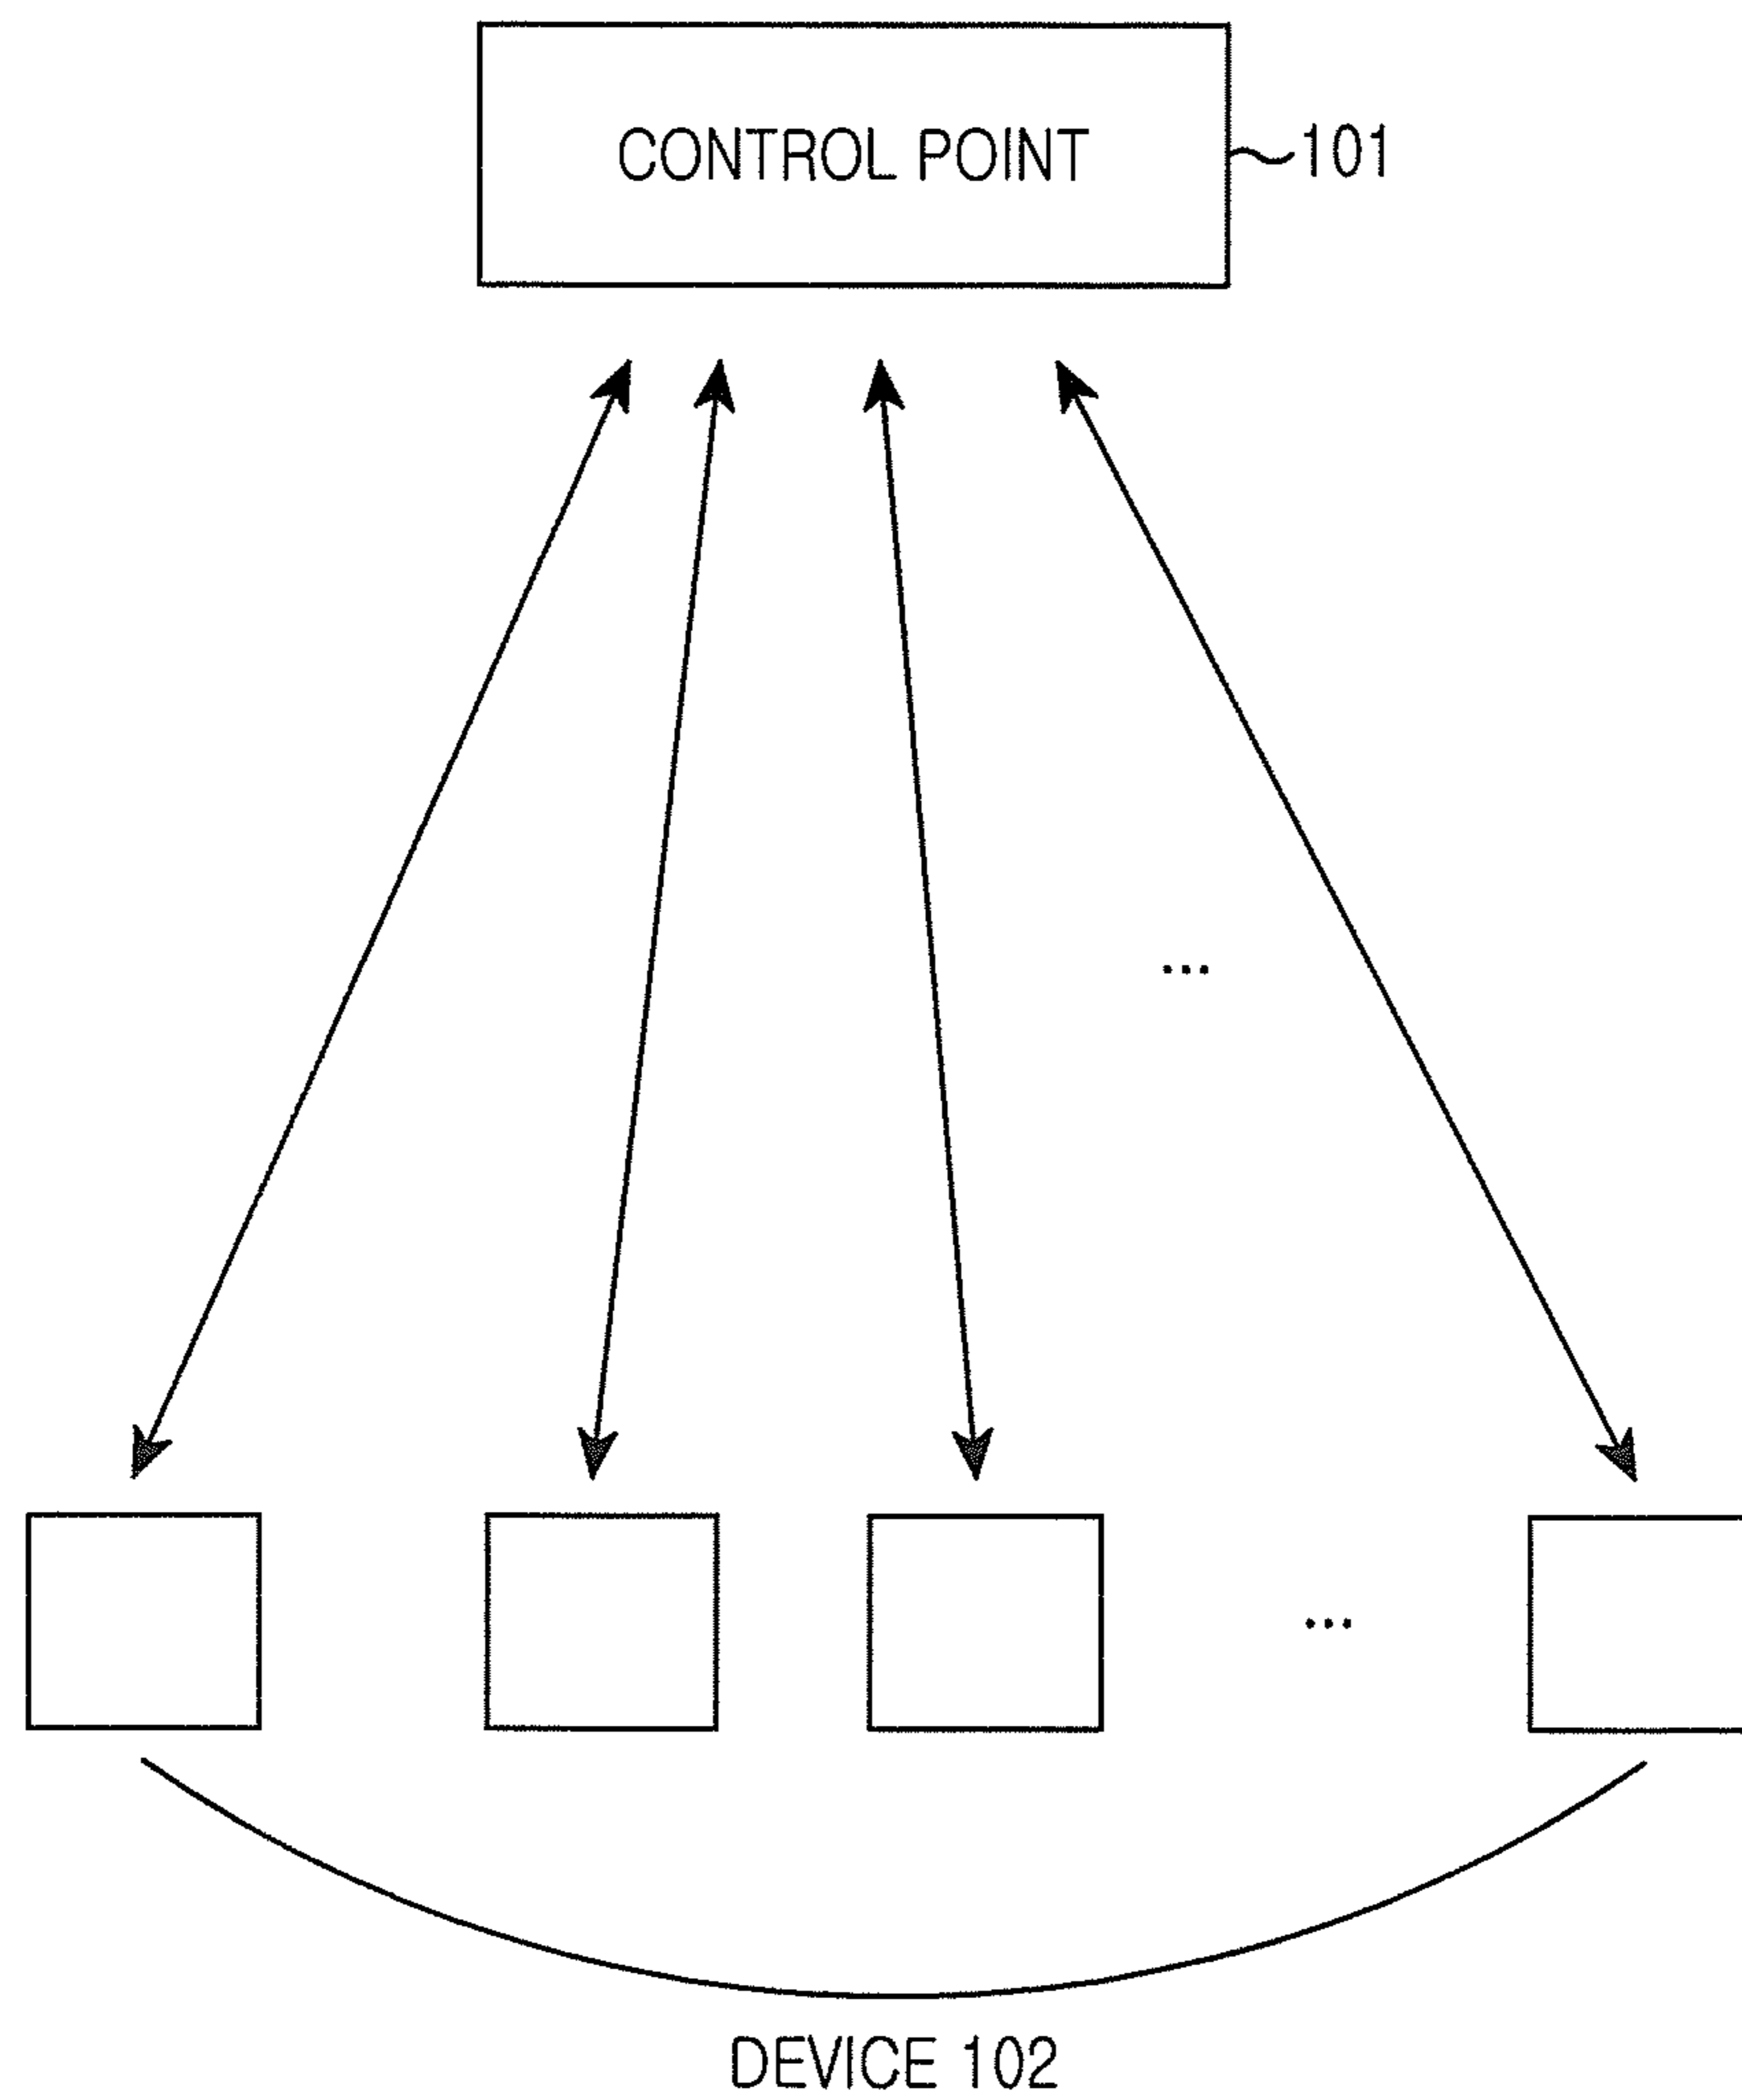 CONTROL POINT
101
...
...
DEVICE 102